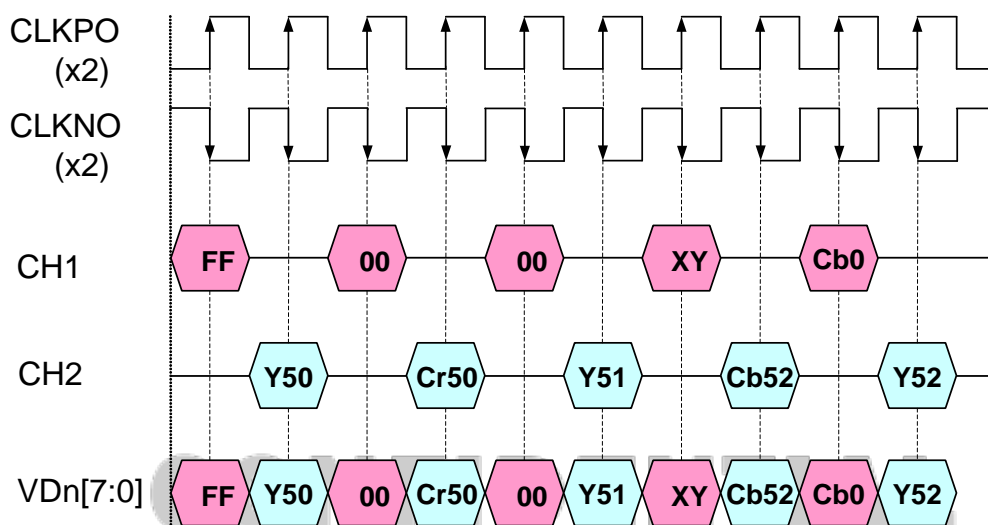 CLKPO
(x2)
CLKNO
(x2)
CH1 FF 00 00 XY Cb0
CH2 Y50 Cr50 Y51 Cb52 Y52
VDn[7:0] FF Y50 00 Cr50 00 Y51 XY Cb52 Cb0 Y52